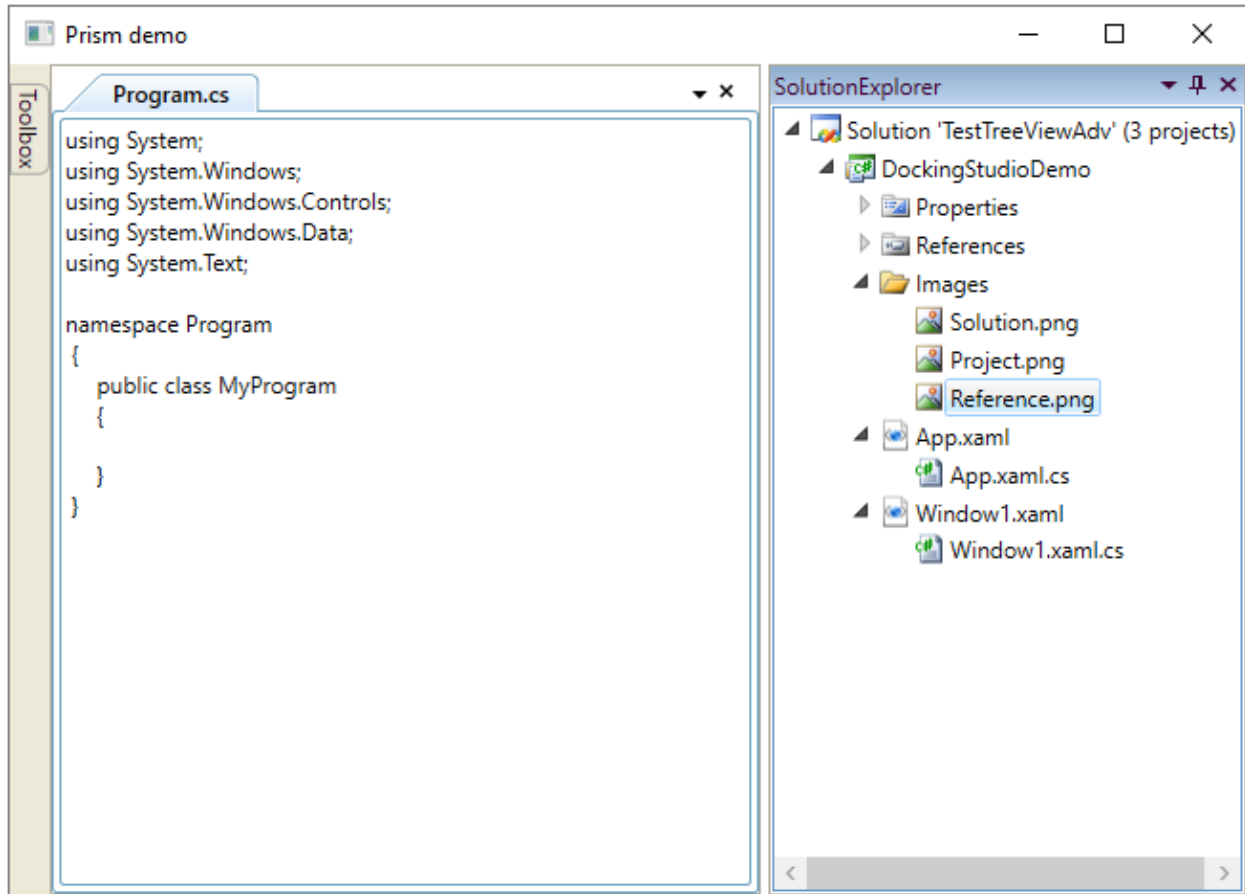 Prism demo
Toolbox
Program.cs
using System;
using System.Windows;
using System.Windows.Controls;
using System.Windows.Data;
using System.Text;
namespace Program
{
public class MyProgram
{
}
}
SolutionExplorer
Solution 'TestTreeViewAdv' (3 projects)
DockingStudioDemo
Properties
References
Images
Solution.png
Project.png
Reference.png
App.xaml
App.xaml.cs
Window1.xaml
Window1.xaml.cs